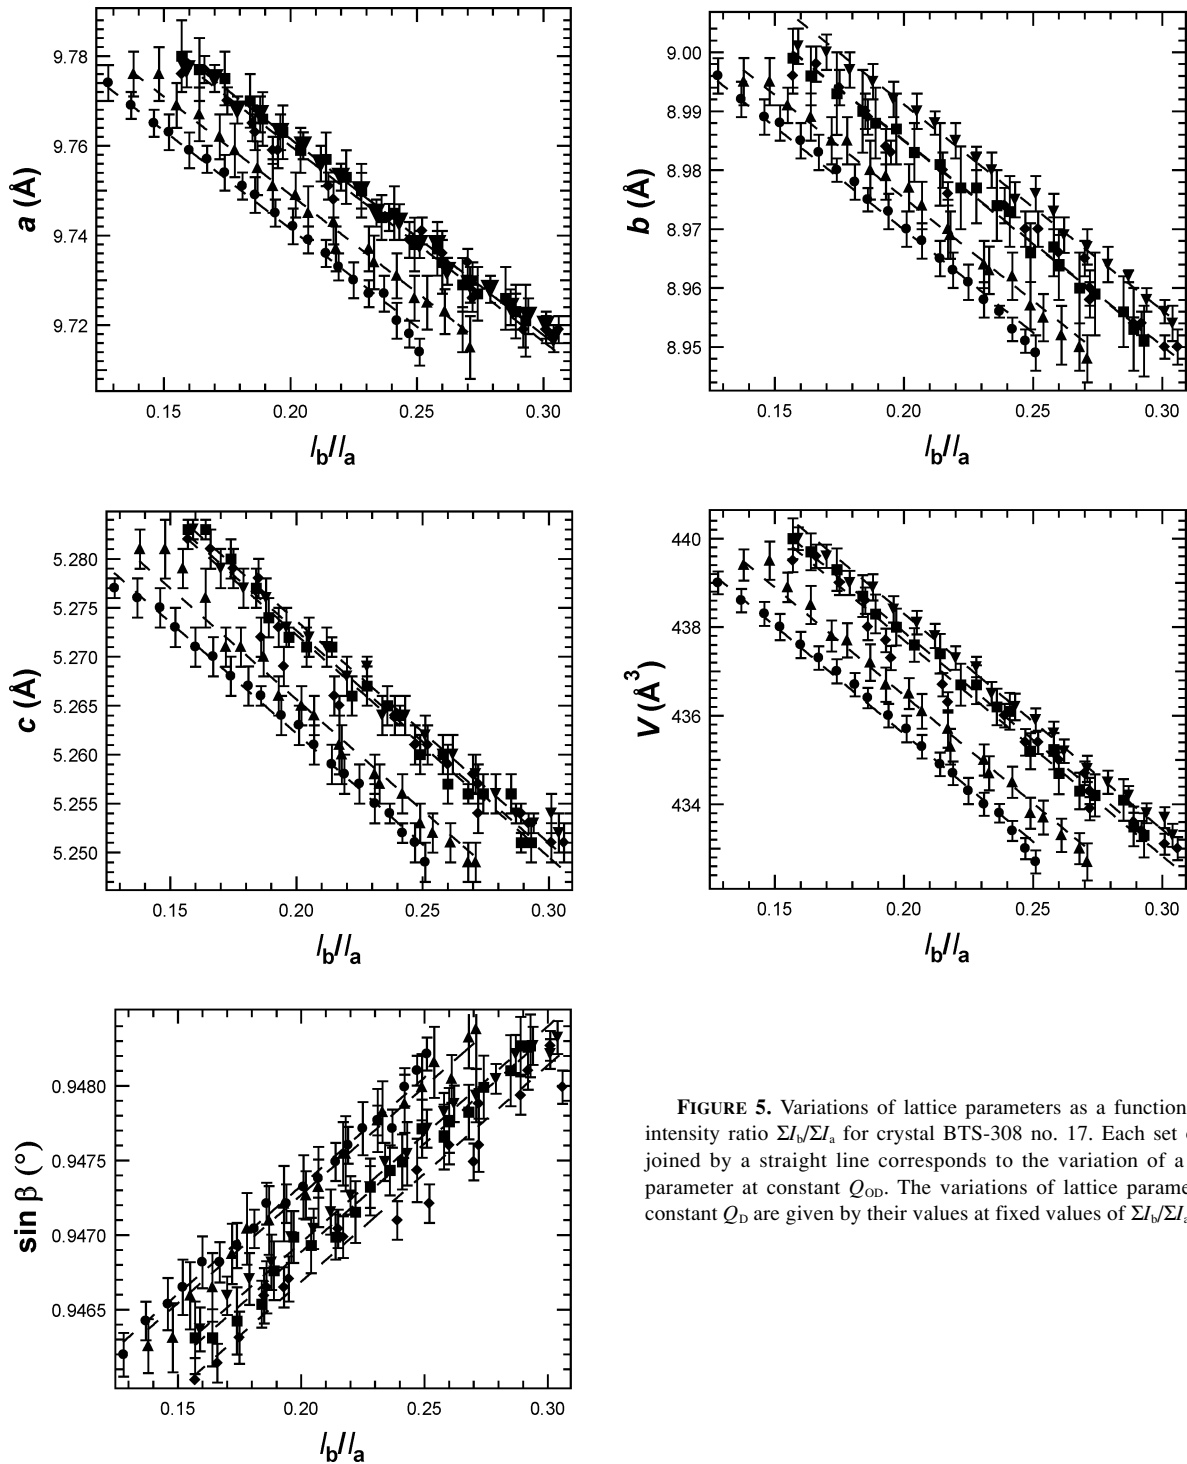 9.78
9.76
9.74
9.72
a (Å)
0.15 0.20 0.25 0.30
Ib/Ia
9.00
8.99
8.98
8.97
8.96
8.95
b (Å)
0.15 0.20 0.25 0.30
Ib/Ia
5.280
5.275
5.270
5.265
5.260
5.255
5.250
c (Å)
0.15 0.20 0.25 0.30
Ib/Ia
440
438
436
434
V (Å3)
0.15 0.20 0.25 0.30
Ib/Ia
0.9480
0.9475
0.9470
0.9465
sin β (°)
0.15 0.20 0.25 0.30
Ib/Ia
FIGURE 5. Variations of lattice parameters as a function
intensity ratio ΣIb/ΣIa for crystal BTS-308 no. 17. Each set
joined by a straight line corresponds to the variation of a
parameter at constant QOD. The variations of lattice parame
constant QD are given by their values at fixed values of ΣIb/ΣIa